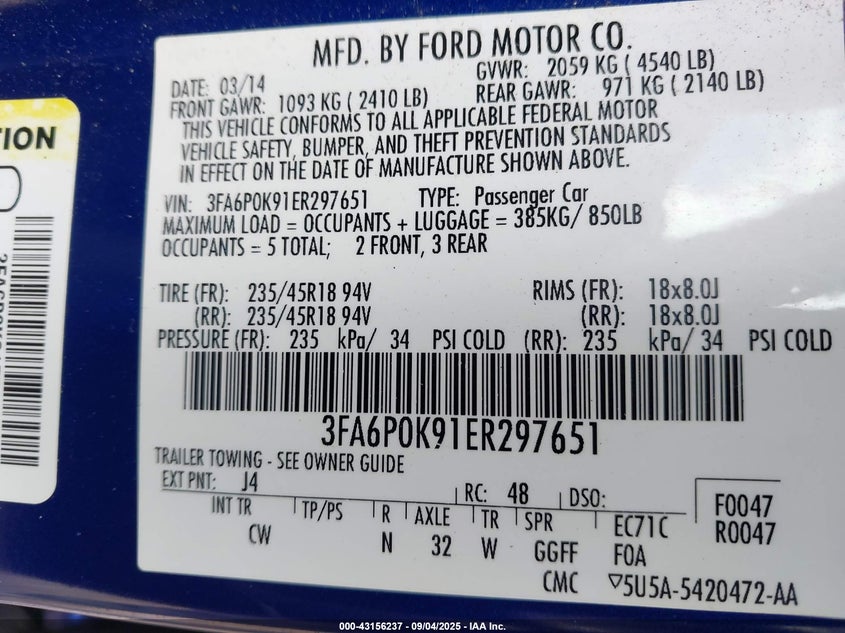 TION
MFD. BY FORD MOTOR CO.
DATE: 03/14
GVWR: 2059 KG ( 4540 LB)
FRONT GAWR: 1093 KG ( 2410 LB)
REAR GAWR: 971 KG ( 2140 LB)
THIS VEHICLE CONFORMS TO ALL APPLICABLE FEDERAL MOTOR
VEHICLE SAFETY, BUMPER, AND THEFT PREVENTION STANDARDS
IN EFFECT ON THE DATE OF MANUFACTURE SHOWN ABOVE.
VIN: 3FA6P0K91ER297651 TYPE: Passenger Car
MAXIMUM LOAD = OCCUPANTS + LUGGAGE = 385KG/ 850LB
OCCUPANTS = 5 TOTAL; 2 FRONT, 3 REAR
TIRE (FR): 235/45R18 94V RIMS (FR): 18x8.0J
(RR): 235/45R18 94V (RR): 18x8.0J
PRESSURE (FR): 235 kPa/ 34 PSI COLD (RR): 235 kPa/ 34 PSI COLD
3FA6P0K91ER297651
TRAILER TOWING - SEE OWNER GUIDE
EXT PNT: J4 RC: 48 DSO: F0047
INT TR TP/PS R AXLE TR SPR EC71C R0047
CW N 32 W GGFF FOA
CMC ▽5U5A-5420472-AA
000-43156237 - 09/04/2025 - IAA Inc.